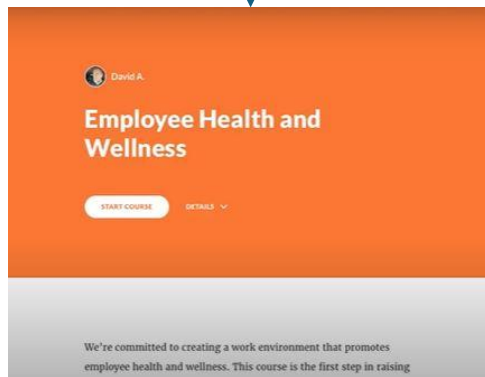 David A.
Employee Health and
Wellness
START COURSE DETAILS
We're committed to creating a work environment that promotes
employee health and wellness. This course is the first step in raising